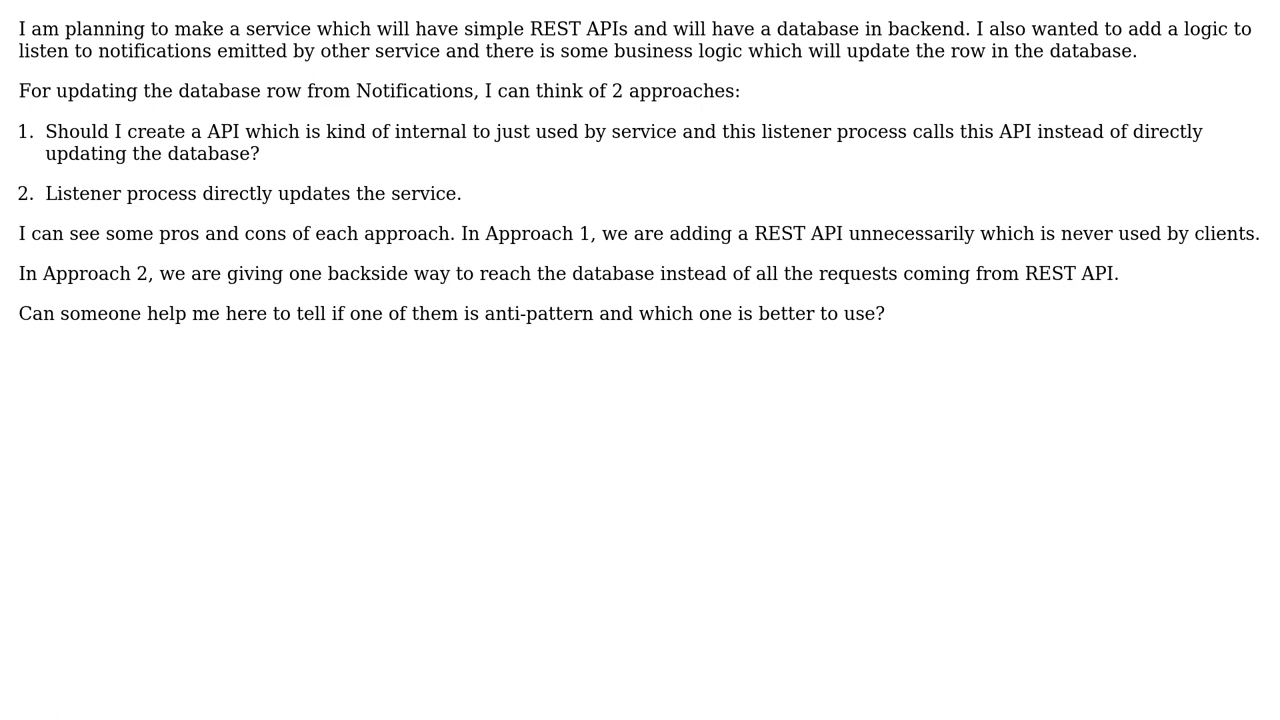 I am planning to make a service which will have simple REST APIs and will have a database in backend. I also wanted to add a logic to
listen to notifications emitted by other service and there is some business logic which will update the row in the database.
For updating the database row from Notifications, I can think of 2 approaches:
1. Should I create a API which is kind of internal to just used by service and this listener process calls this API instead of directly
updating the database?
2. Listener process directly updates the service.
I can see some pros and cons of each approach. In Approach 1, we are adding a REST API unnecessarily which is never used by clients.
In Approach 2, we are giving one backside way to reach the database instead of all the requests coming from REST API.
Can someone help me here to tell if one of them is anti-pattern and which one is better to use?